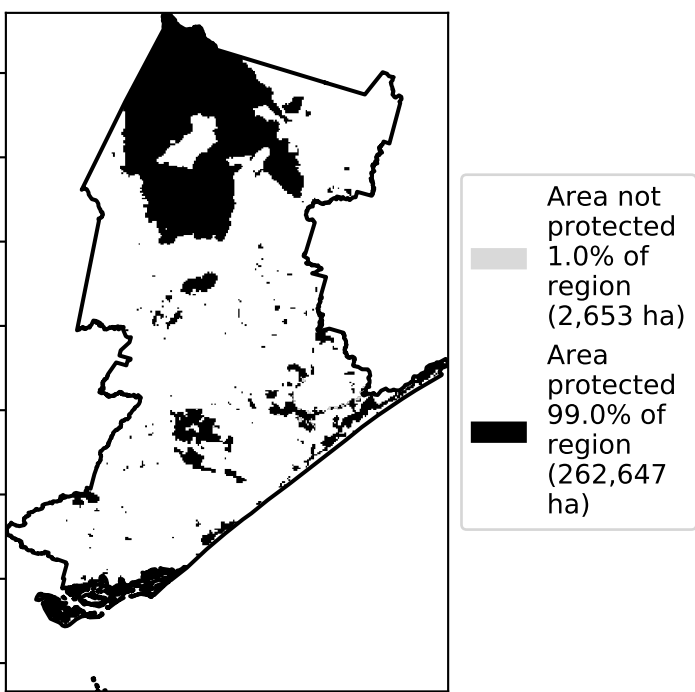 Area not
protected
1.0% of
region
(2,653 ha)
Area
protected
99.0% of
region
(262,647
ha)